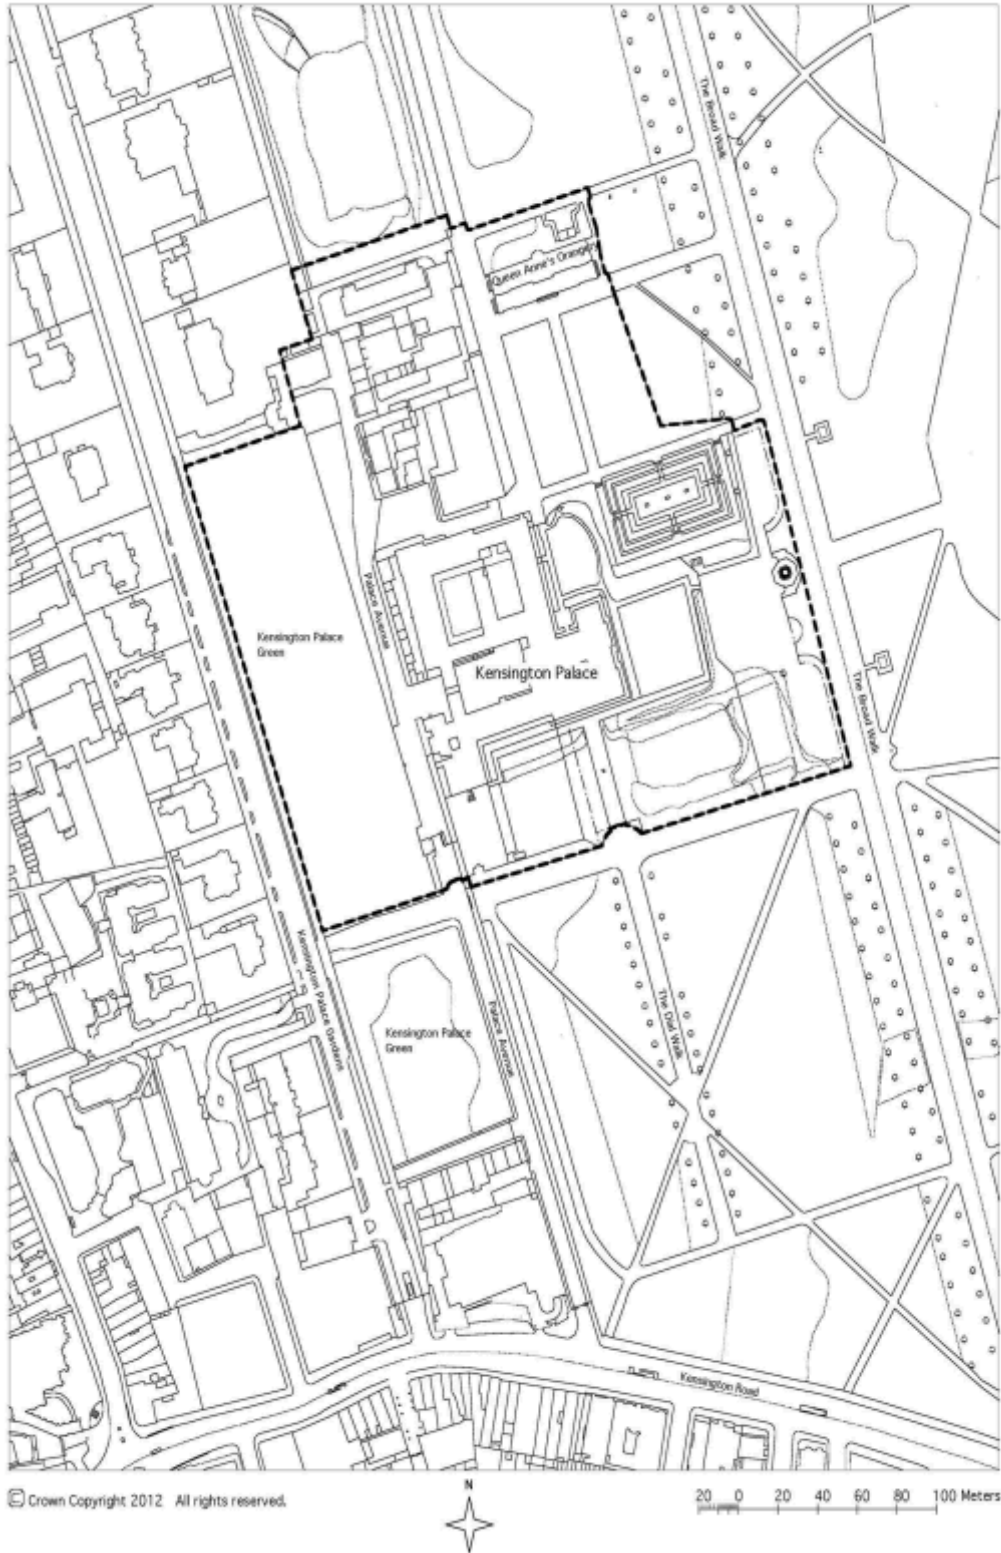 The Broad Walk
Queen Anne's Orangery
Palace Avenue
Kensington Palace
Green
Kensington Palace
The Broad Walk
Kensington Palace Gardens
Palace Avenue
The Dial Walk
Kensington Palace
Green
Kensington Road
© Crown Copyright 2012 All rights reserved.
N
20 0 20 40 60 80 100 Meters